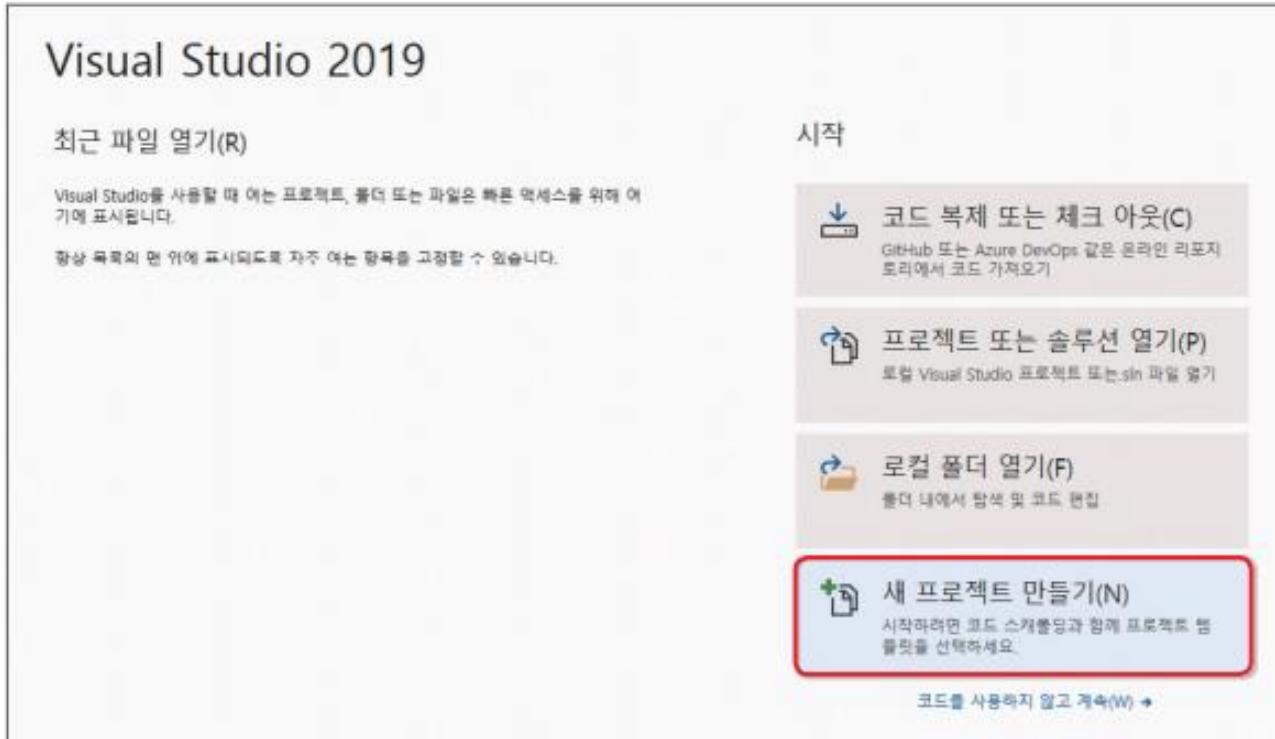 Visual Studio 2019
최근 파일 열기(R)
Visual Studio를 사용할 때 여는 프로젝트, 폴더 또는 파일은 빠른 액세스를 위해 여
기에 표시됩니다.
항상 목록의 맨 위에 표시되도록 자주 여는 항목을 고정할 수 있습니다.
시작
코드 복제 또는 체크 아웃(C)
GitHub 또는 Azure DevOps 같은 온라인 리포지
토리에서 코드 가져오기
프로젝트 또는 솔루션 열기(P)
로컬 Visual Studio 프로젝트 또는 .sln 파일 열기
로컬 폴더 열기(F)
폴더 내에서 탐색 및 코드 편집
새 프로젝트 만들기(N)
시작하려면 코드 스캐폴딩과 함께 프로젝트 템
플릿을 선택하세요.
코드를 사용하지 않고 계속(W) →